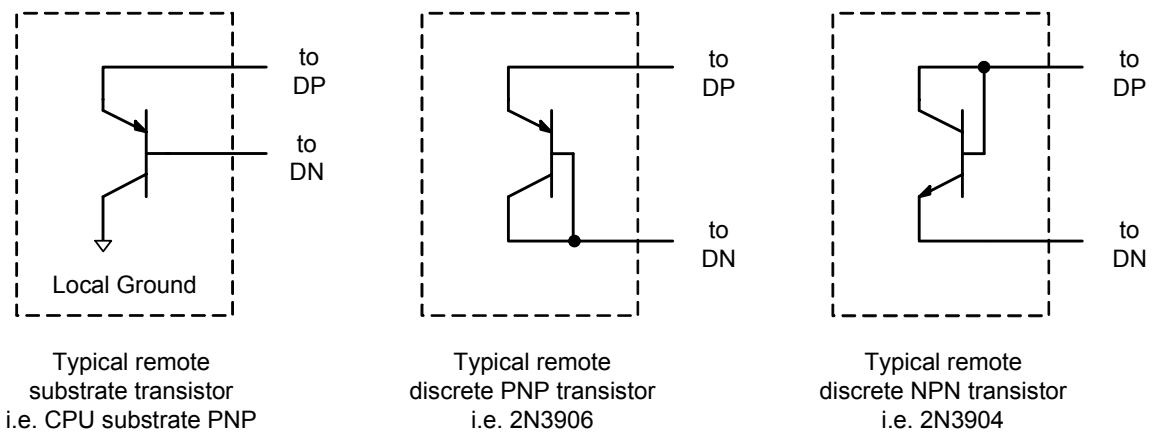 to
DP
to
DN
Local Ground
Typical remote
substrate transistor
i.e. CPU substrate PNP
to
DP
to
DN
Typical remote
discrete PNP transistor
i.e. 2N3906
to
DP
to
DN
Typical remote
discrete NPN transistor
i.e. 2N3904